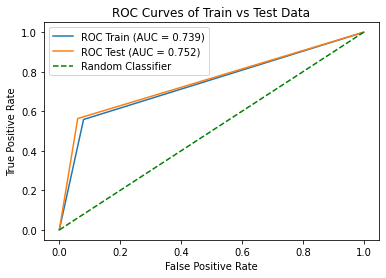 ROC Curves of Train vs Test Data
1.0
0.8
0.6
0.4
0.2
0.0
True Positive Rate
ROC Train (AUC = 0.739)
ROC Test (AUC = 0.752)
Random Classifier
0.0 0.2 0.4 0.6 0.8 1.0
False Positive Rate